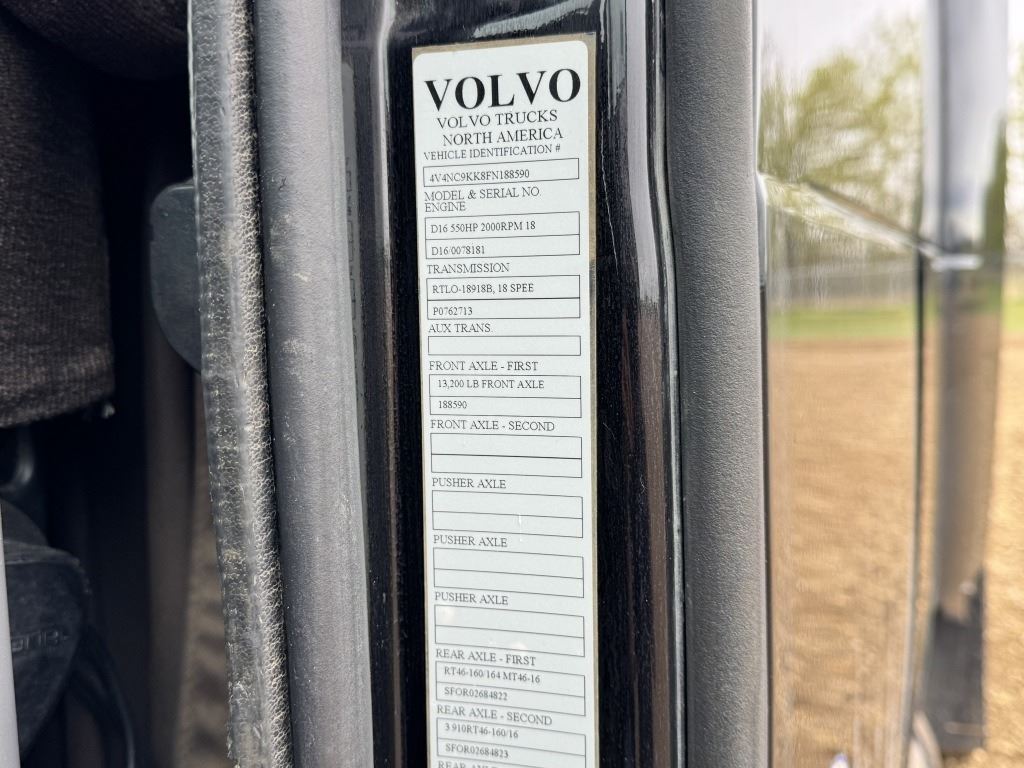 VOLVO
VOLVO TRUCKS
NORTH AMERICA
VEHICLE IDENTIFICATION #
4V4NC9KK8FN188590
MODEL & SERIAL NO.
ENGINE
D16 550HP 2000RPM 18
D16/0078181
TRANSMISSION
RTLO-18918B, 18 SPEE
P0762713
AUX TRANS.
FRONT AXLE - FIRST
13,200 LB FRONT AXLE
188590
FRONT AXLE - SECOND
PUSHER AXLE
PUSHER AXLE
PUSHER AXLE
REAR AXLE - FIRST
RT46-160/164 MT46-16
SFOR02684822
REAR AXLE - SECOND
3.910RT46-160/16
SFOR02684823